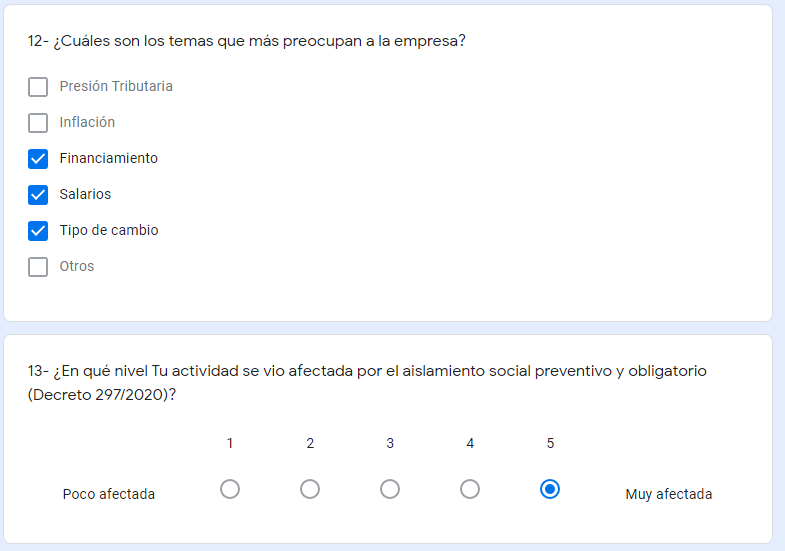 12- ¿Cuáles son los temas que más preocupan a la empresa?
Presión Tributaria
Inflación
Financiamiento
Salarios
Tipo de cambio
Otros
13- ¿En qué nivel Tu actividad se vio afectada por el aislamiento social preventivo y obligatorio
(Decreto 297/2020)?
1 2 3 4 5
Poco afectada Muy afectada